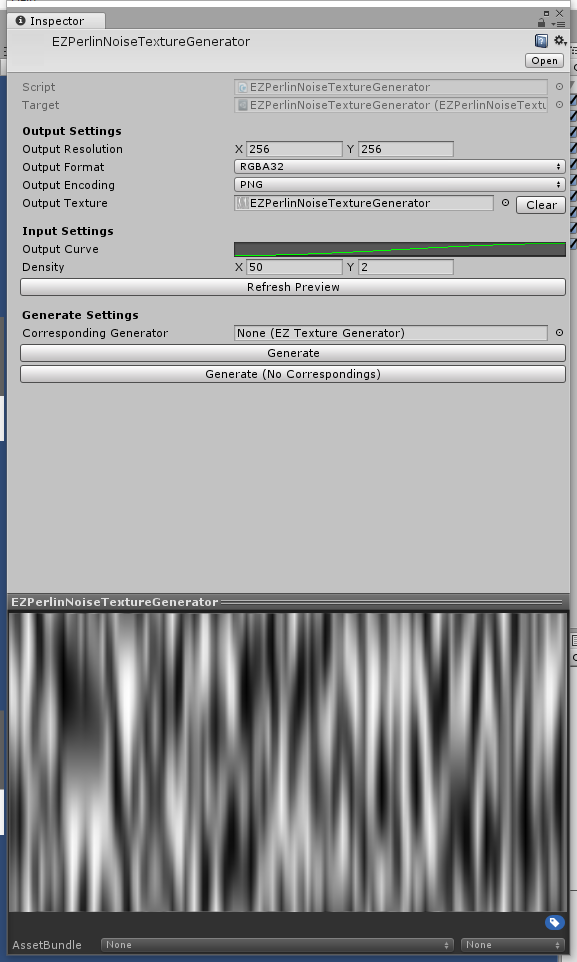 Inspector
EZPerlinNoiseTextureGenerator
Open
Script EZPerlinNoiseTextureGenerator
Target EZPerlinNoiseTextureGenerator (EZPerlinNoiseTextu
Output Settings
Output Resolution X 256 Y 256
Output Format RGBA32
Output Encoding PNG
Output Texture EZPerlinNoiseTextureGenerator Clear
Input Settings
Output Curve
Density X 50 Y 2
Refresh Preview
Generate Settings
Corresponding Generator None (EZ Texture Generator)
Generate
Generate (No Correspondings)
EZPerlinNoiseTextureGenerator
AssetBundle None None